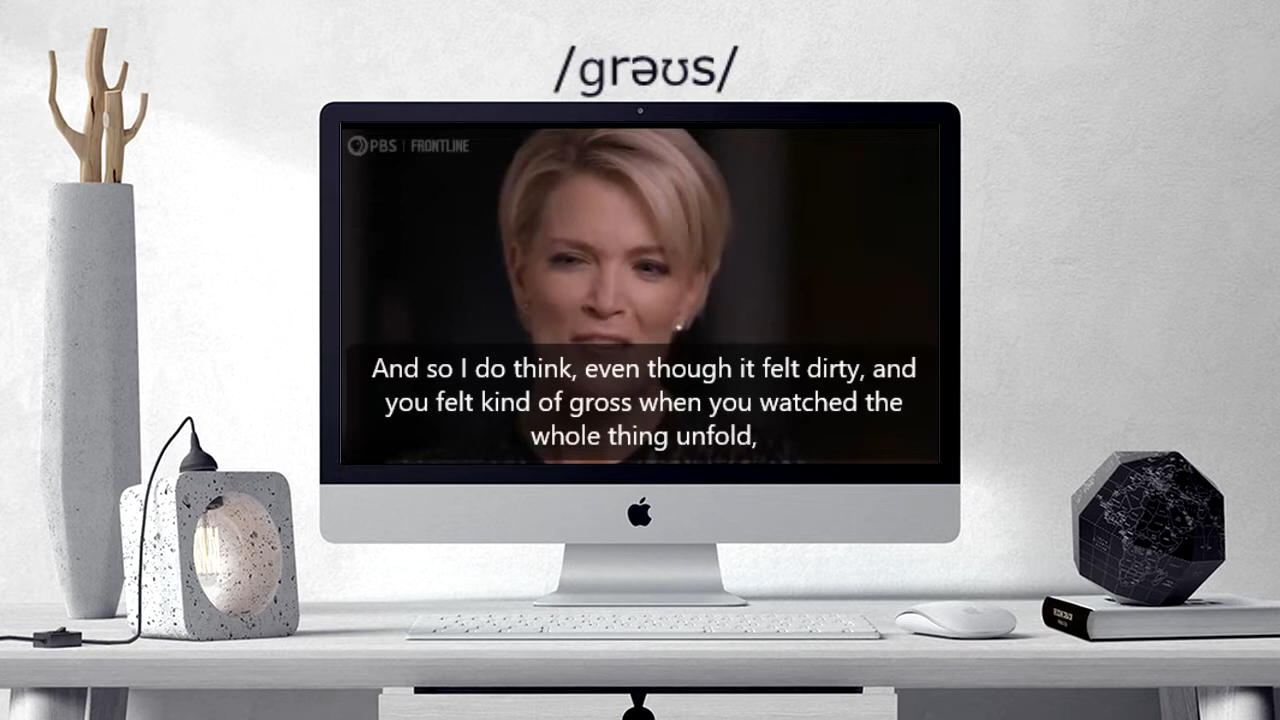 /ɡrəʊs/
PBS | FRONTLINE
And so I do think, even though it felt dirty, and
you felt kind of gross when you watched the
whole thing unfold,